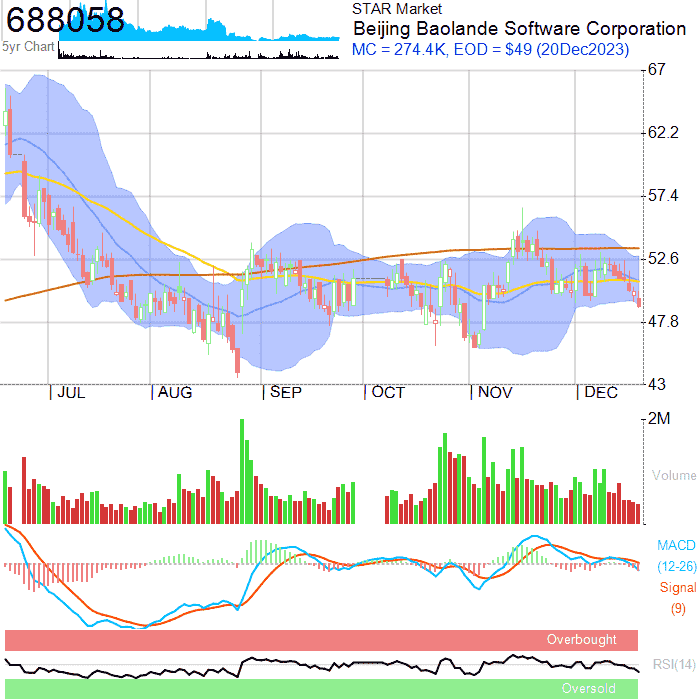 688058
STAR Market
Beijing Baolande Software Corporation
5yr Chart
MC = 274.4K, EOD = $49 (20Dec2023)
67
62.2
57.4
52.6
47.8
43
JUL AUG SEP OCT NOV DEC
2M
Volume
MACD
(12-26)
Signal
(9)
Overbought
RSI(14)
Oversold